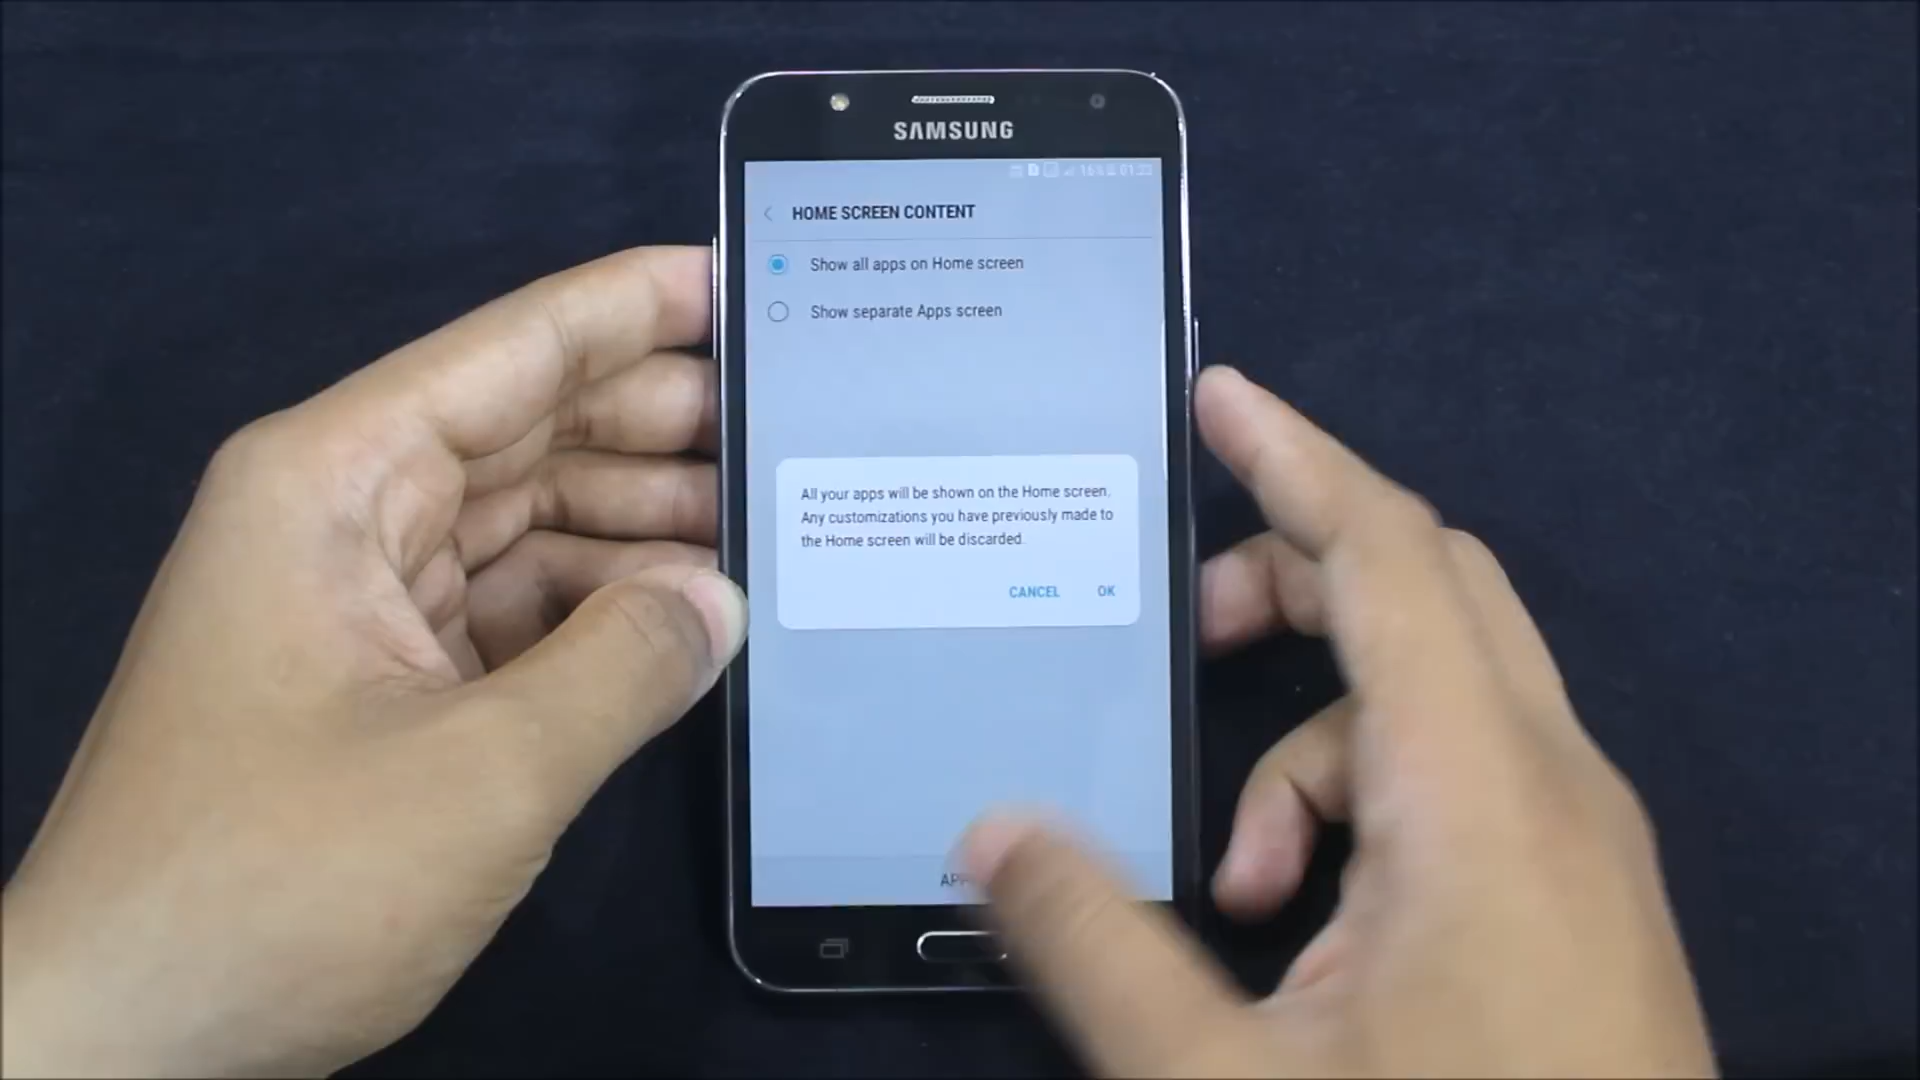 SAMSUNG
16%
HOME SCREEN CONTENT
Show all apps on Home screen
Show separate Apps screen
All your apps will be shown on the Home screen.
Any customizations you have previously made to
the Home screen will be discarded.
CANCEL OK